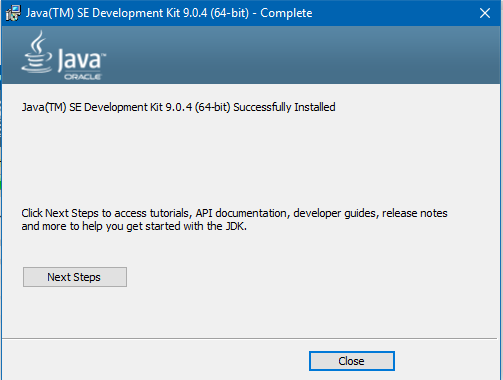 Java(TM) SE Development Kit 9.0.4 (64-bit) - Complete
Java™
ORACLE
Java(TM) SE Development Kit 9.0.4 (64-bit) Successfully Installed
Click Next Steps to access tutorials, API documentation, developer guides, release notes
and more to help you get started with the JDK.
Next Steps
Close